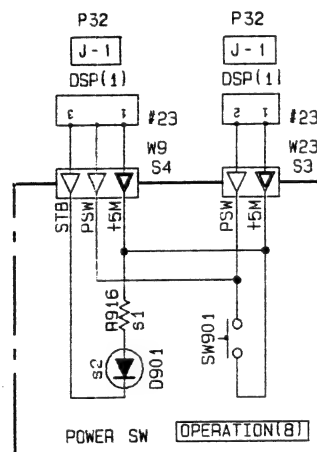 P32
P32
J-1
J-1
DSP(1)
DSP(1)
3
1
#23
2
1
#23
W9
S4
W23
S3
STB
PSW
+5M
PSW
+5M
R916
S1
SW901
S2
D901
POWER SW
OPERATION(8)